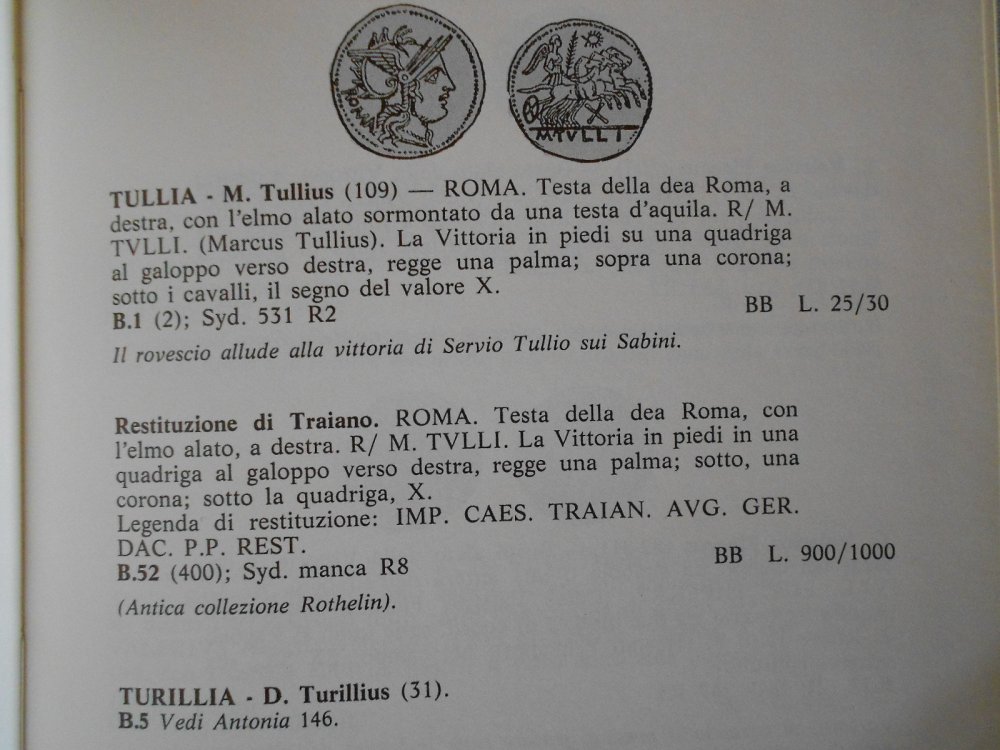 ROMA
M.TVLLI
TULLIA - M. Tullius (109) — ROMA. Testa della dea Roma, a
destra, con l'elmo alato sormontato da una testa d'aquila. R/ M.
TVLLI. (Marcus Tullius). La Vittoria in piedi su una quadriga
al galoppo verso destra, regge una palma; sopra una corona;
sotto i cavalli, il segno del valore X.
B.1 (2); Syd. 531 R2 BB L. 25/30
Il rovescio allude alla vittoria di Servio Tullio sui Sabini.
Restituzione di Traiano. ROMA. Testa della dea Roma, con
l'elmo alato, a destra. R/ M. TVLLI. La Vittoria in piedi in una
quadriga al galoppo verso destra, regge una palma; sotto, una
corona; sotto la quadriga, X.
Legenda di restituzione: IMP. CAES. TRAIAN. AVG. GER.
DAC. P.P. REST.
B.52 (400); Syd. manca R8 BB L. 900/1000
(Antica collezione Rothelin).
TURILLIA - D. Turillius (31).
B.5 Vedi Antonia 146.